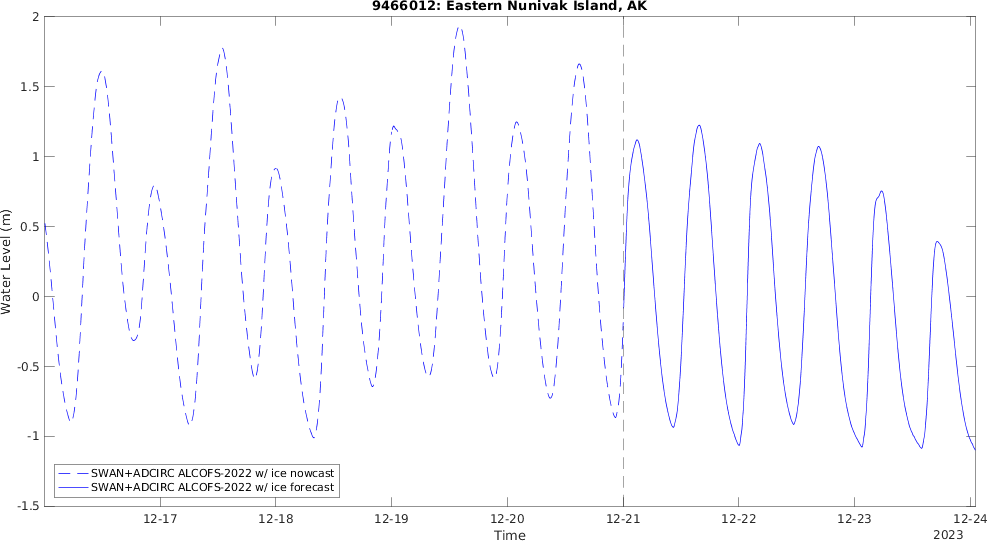 9466012: Eastern Nunivak Island, AK
2
1.5
1
0.5
0
-0.5
-1
-1.5
Water Level (m)
SWAN+ADCIRC ALCOFS-2022 w/ ice nowcast
SWAN+ADCIRC ALCOFS-2022 w/ ice forecast
12-17 12-18 12-19 12-20 12-21 12-22 12-23 12-24
Time
2023